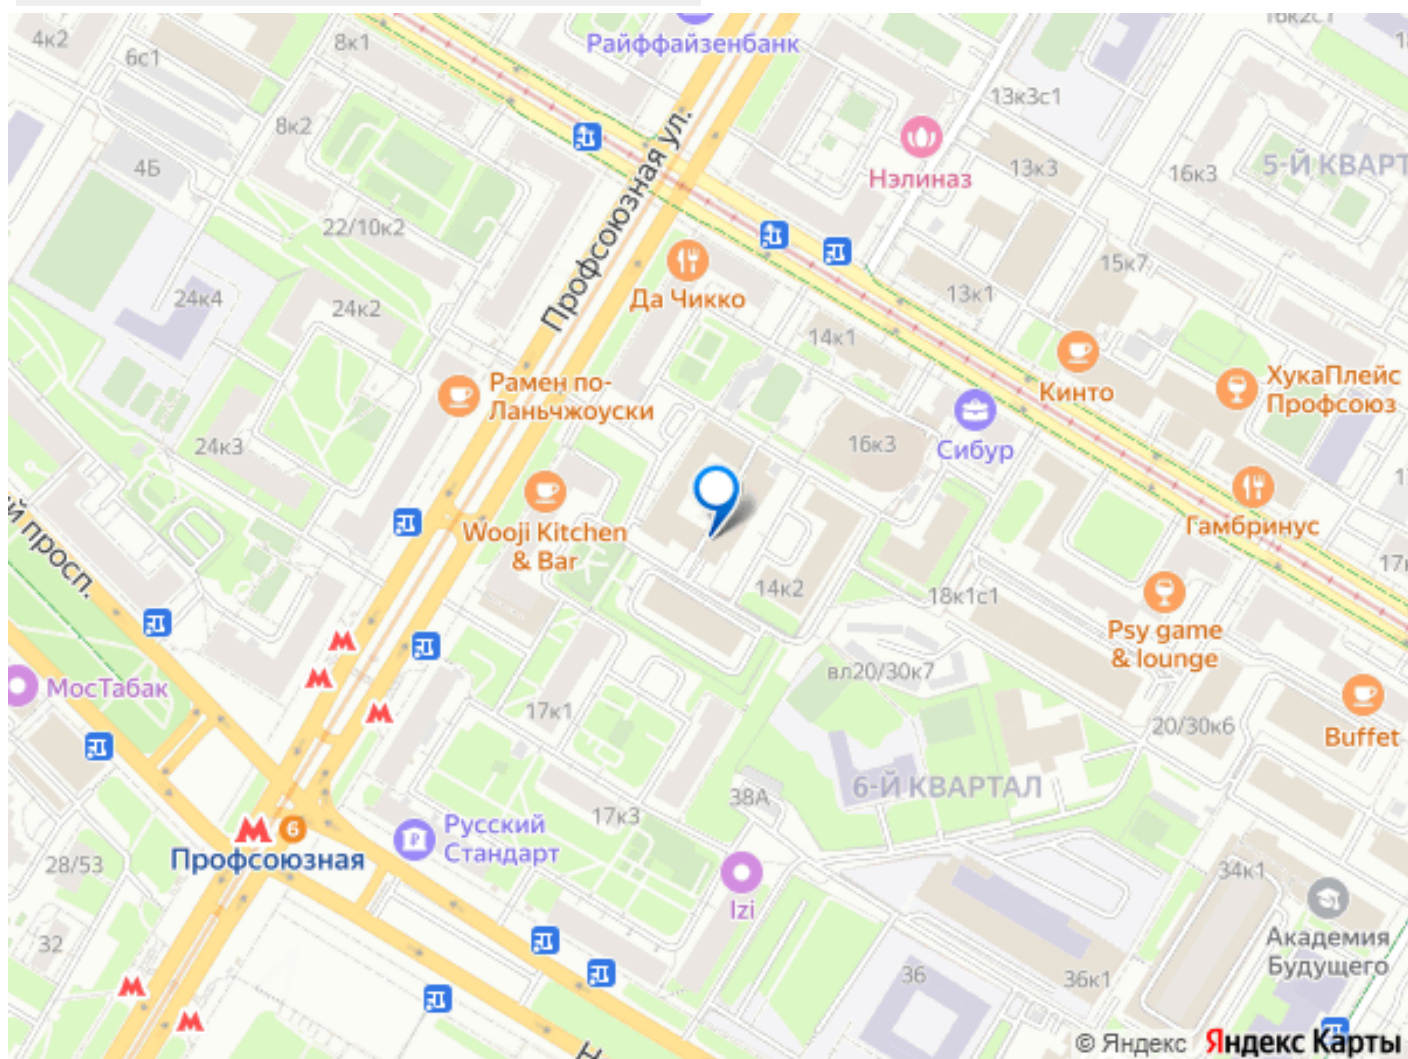 4к2
6с1
8к1
Райффайзенбанк
16к2с1
13к3с1
8к2
4Б
Нэлиназ
13к3
16к3
5-Й КВАРТ
22/10к2
Профсоюзная ул.
15к7
24к4
24к2
Да Чикко
13к1
14к1
Кинто
ХукаПлейс
Профсоюз
Рамен по-
Ланьчжоуски
24к3
16к3
Сибур
Гамбринус
Wooji Kitchen
& Bar
й просп.
14к2
18к1с1
Psy game
& lounge
МосТабак
вл20/30к7
17к1
20/30к6
Buffet
38А
6-Й КВАРТАЛ
17к3
Русский
Стандарт
Профсоюзная
28/53
34к1
Izi
Академия
Будущего
32
36
36к1
© Яндекс Яндекс Карты